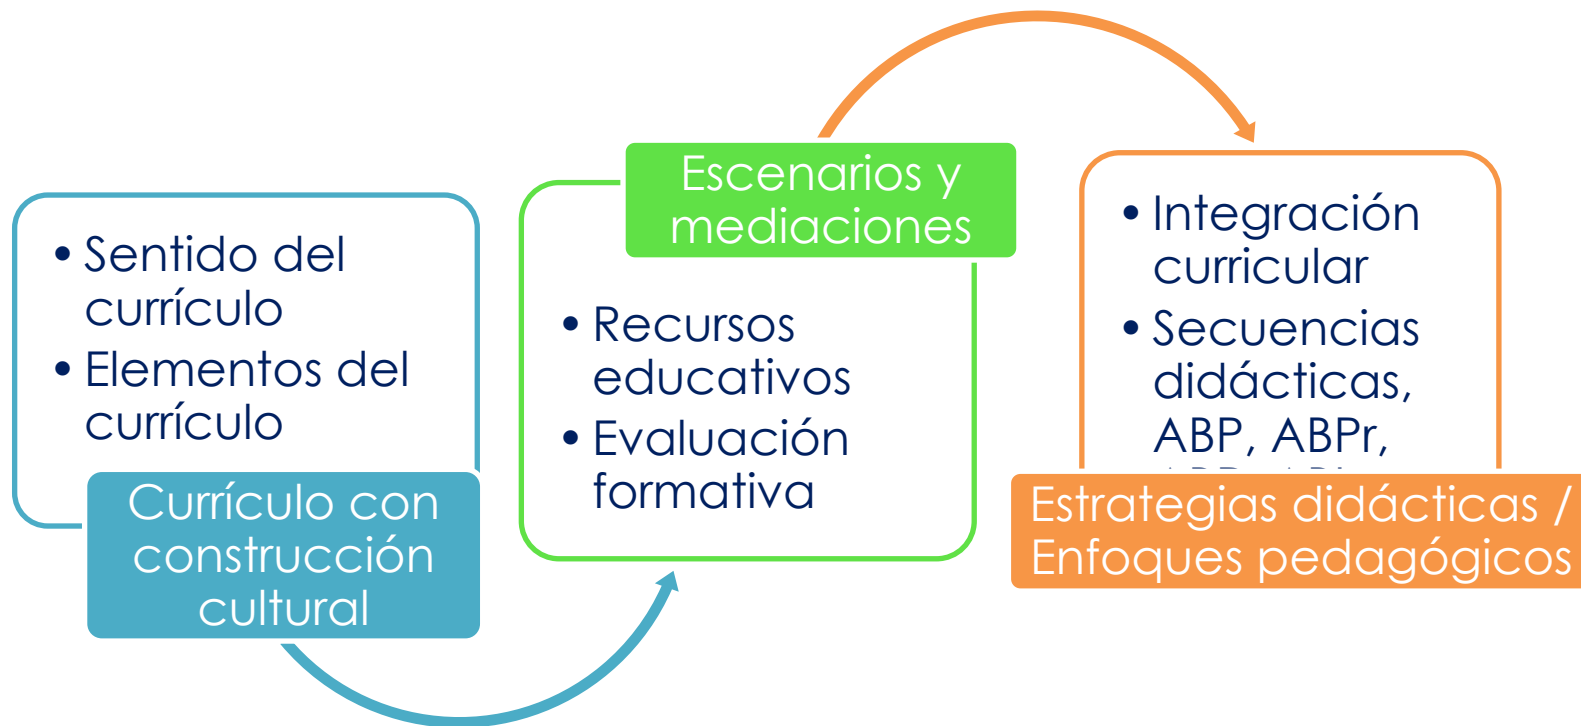 • Sentido del
currículo
• Elementos del
currículo
Currículo con
construcción
cultural
Escenarios y
mediaciones
• Recursos
educativos
• Evaluación
formativa
• Integración
curricular
• Secuencias
didácticas,
ABP, ABPr,
Estrategias didácticas /
Enfoques pedagógicos